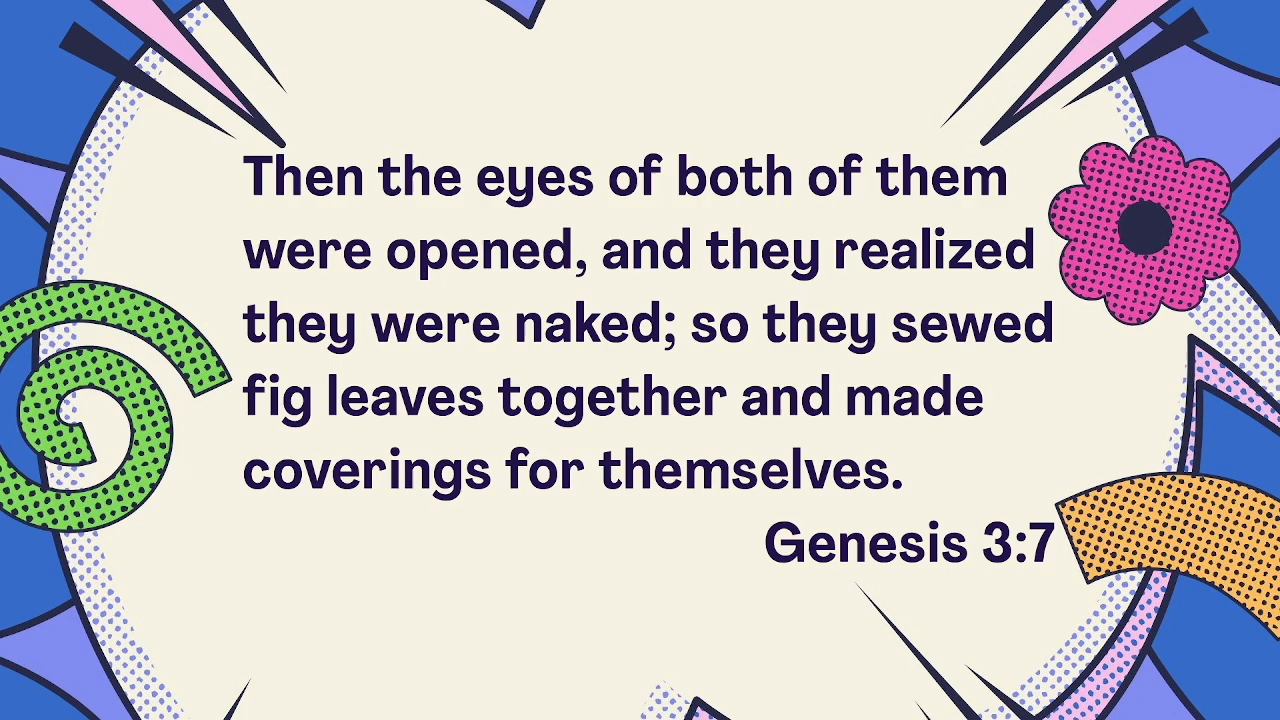 Then the eyes of both of them
were opened, and they realized
they were naked; so they sewed
fig leaves together and made
coverings for themselves.
Genesis 3:7